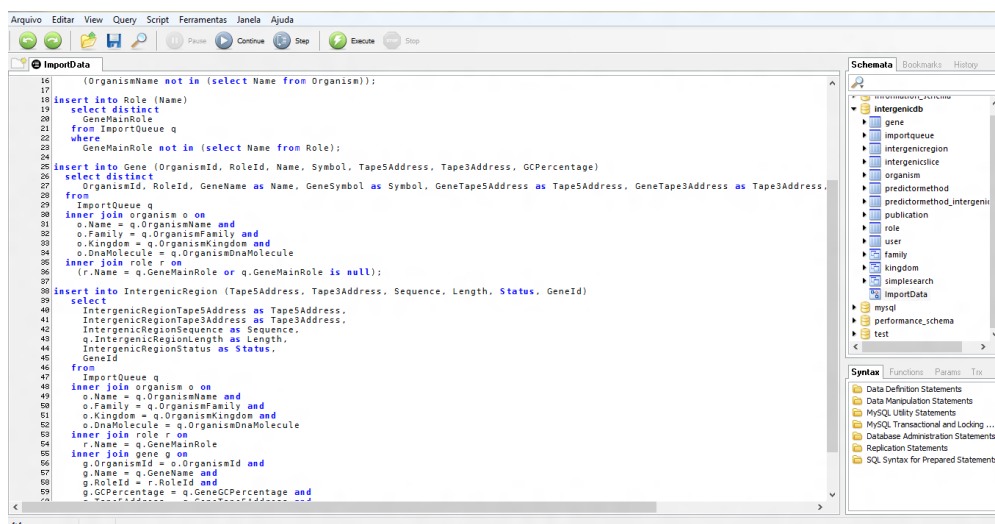 Arquivo Editar View Query Script Ferramentas Janela Ajuda
Pause Continue Step Execute Stop
ImportData
16 (OrganismName not in (select Name from Organism));
17
18 insert into Role (Name)
19 select distinct
20 GeneMainRole
21 from ImportQueue q
22 where
23 GeneMainRole not in (select Name from Role);
24
25 insert into Gene (OrganismId, RoleId, Name, Symbol, Tape5Address, Tape3Address, GCPercentage)
26 select distinct
27 OrganismId, RoleId, GeneName as Name, GeneSymbol as Symbol, GeneTape5Address as Tape5Address, GeneTape3Address as Tape3Address,
28 from
29 ImportQueue q
30 inner join organism o on
31 o.Name = q.OrganismName and
32 o.Family = q.OrganismFamily and
33 o.Kingdom = q.OrganismKingdom and
34 o.DnaMolecule = q.OrganismDnaMolecule
35 inner join role r on
36 (r.Name = q.GeneMainRole or q.GeneMainRole is null);
37
38 insert into IntergenicRegion (Tape5Address, Tape3Address, Sequence, Length, Status, GeneId)
39 select
40 IntergenicRegionTape5Address as Tape5Address,
41 IntergenicRegionTape3Address as Tape3Address,
42 IntergenicRegionSequence as Sequence,
43 q.IntergenicRegionLength as Length,
44 IntergenicRegionStatus as Status,
45 GeneId
46 from
47 ImportQueue q
48 inner join organism o on
49 o.Name = q.OrganismName and
50 o.Family = q.OrganismFamily and
51 o.Kingdom = q.OrganismKingdom and
52 o.DnaMolecule = q.OrganismDnaMolecule
53 inner join role r on
54 r.Name = q.GeneMainRole
55 inner join gene g on
56 g.OrganismId = o.OrganismId and
57 g.Name = q.GeneName and
58 g.RoleId = r.RoleId and
59 g.GCPercentage = q.GeneGCPercentage and
Schemata Bookmarks History
information_schema
intergenicdb
gene
importqueue
intergenicregion
intergenicslice
organism
predictormethod
predictormethod_intergenic
publication
role
user
family
kingdom
simplesearch
ImportData
mysql
performance_schema
test
Syntax Functions Params Trx
Data Definition Statements
Data Manipulation Statements
MySQL Utility Statements
MySQL Transactional and Locking ...
Database Administration Statements
Replication Statements
SQL Syntax for Prepared Statements